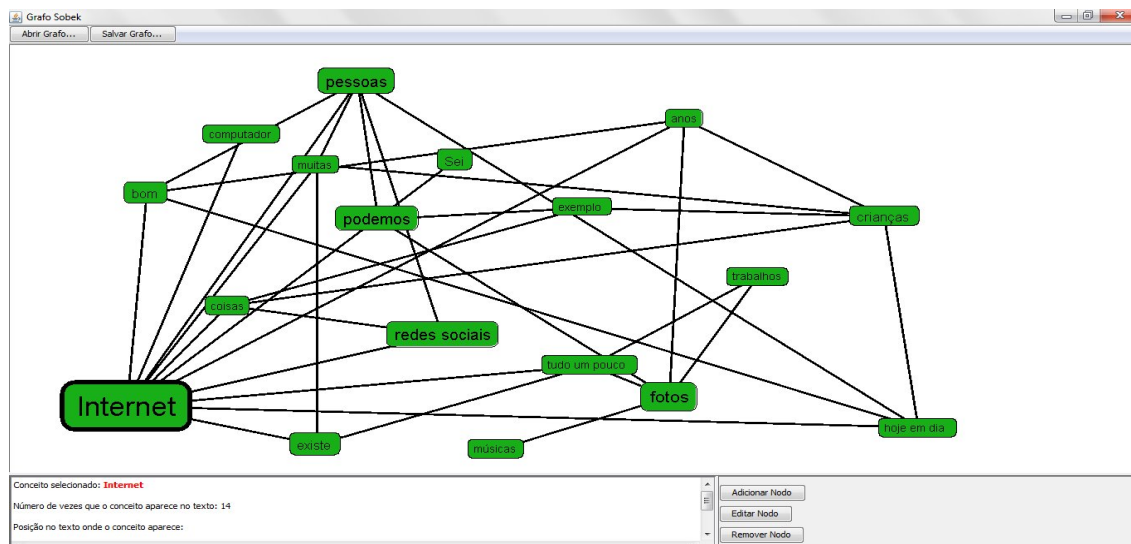 Grafo Sobek
Abrir Grafo... Salvar Grafo...
pessoas
anos
computador
Sei
muitas
bom
exemplo
podemos
crianças
trabalhos
coisas
redes sociais
tudo um pouco
fotos
Internet
hoje em dia
existe
músicas
Conceito selecionado: Internet
Número de vezes que o conceito aparece no texto: 14
Posição no texto onde o conceito aparece:
Adicionar Nodo
Editar Nodo
Remover Nodo